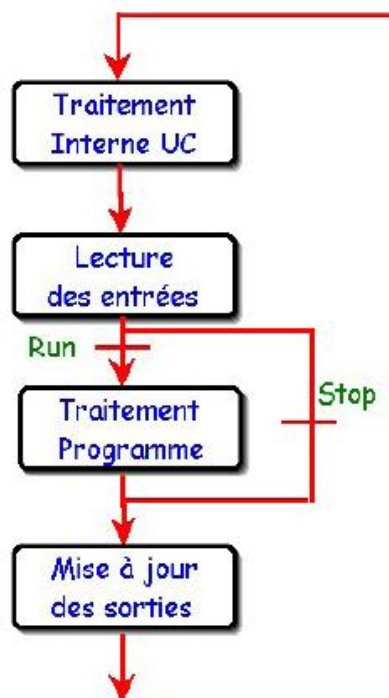 Traitement
Interne UC
Lecture
des entrées
Run
Stop
Traitement
Programme
Mise à jour
des sorties